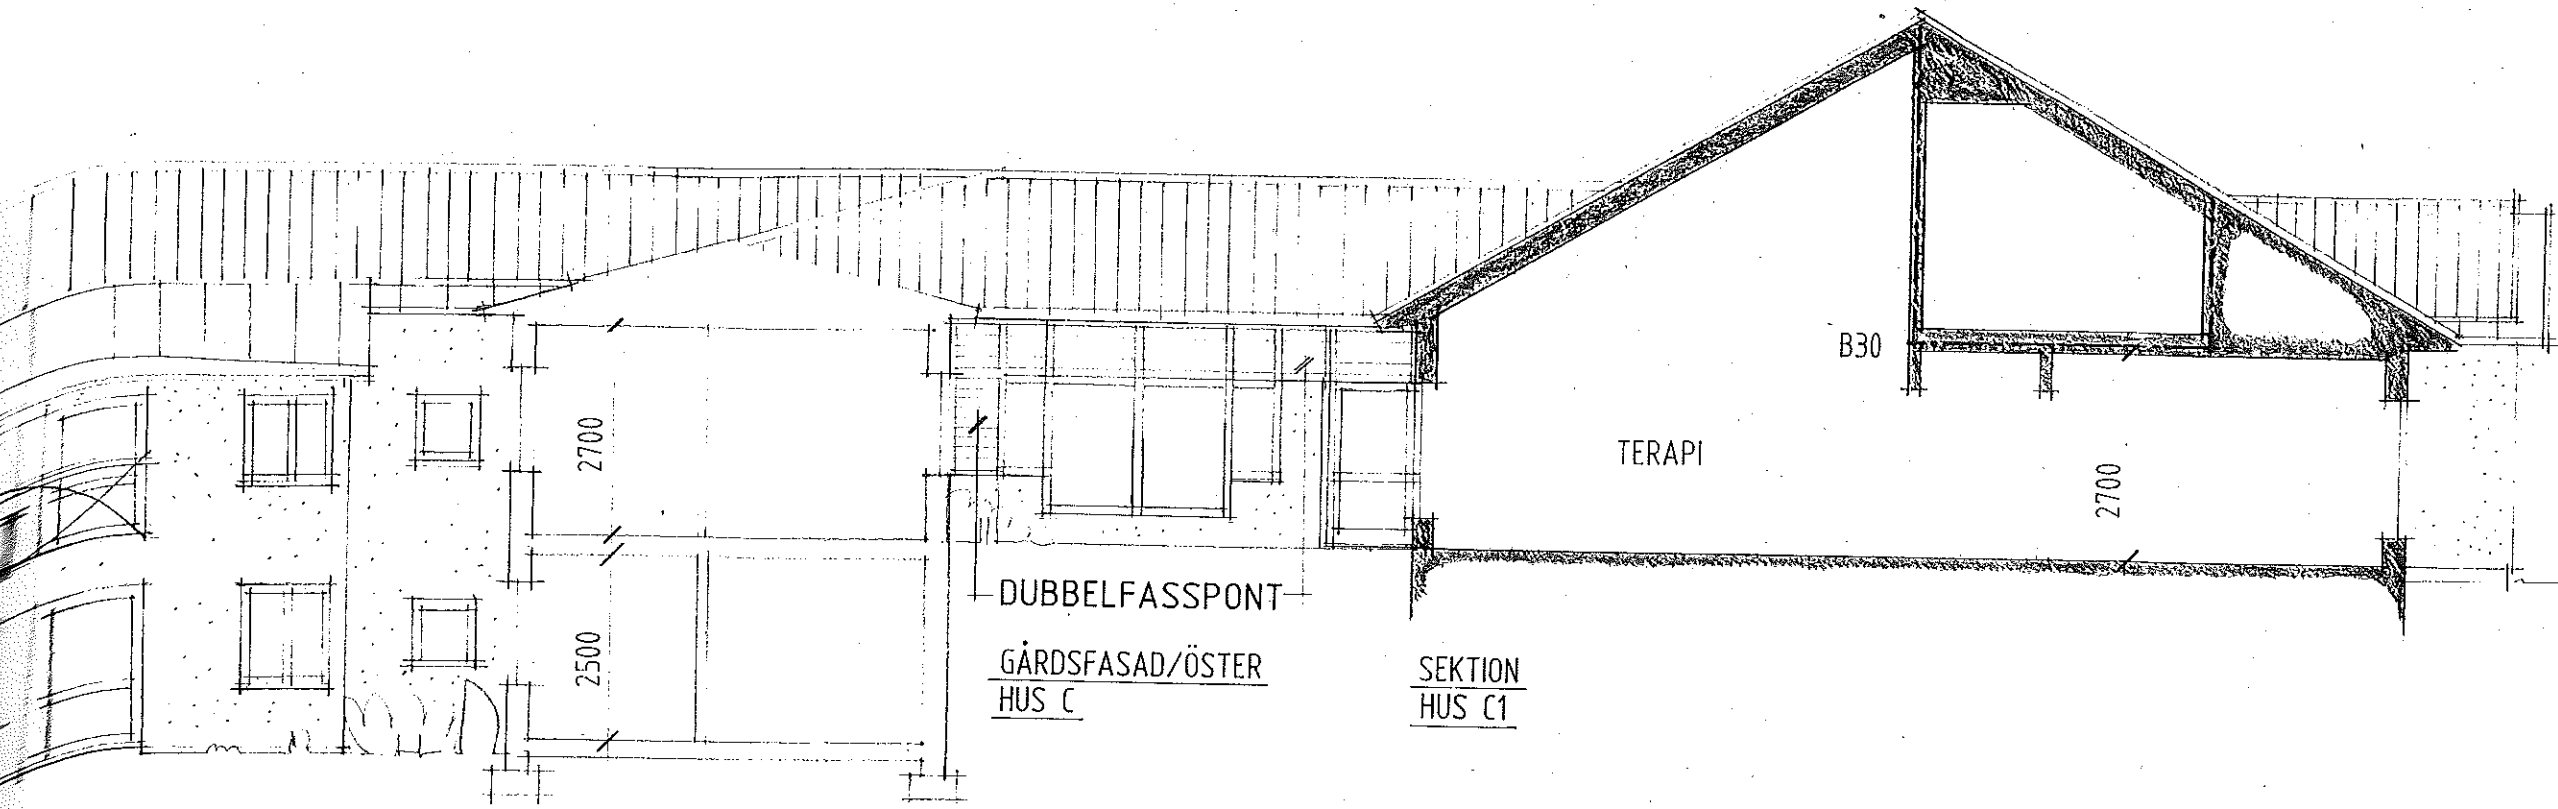 B30
2700
TERAPI
2700
DUBBELFASSPONT
2500
GÅRDSFASAD/ÖSTER
HUS C
SEKTION
HUS C1